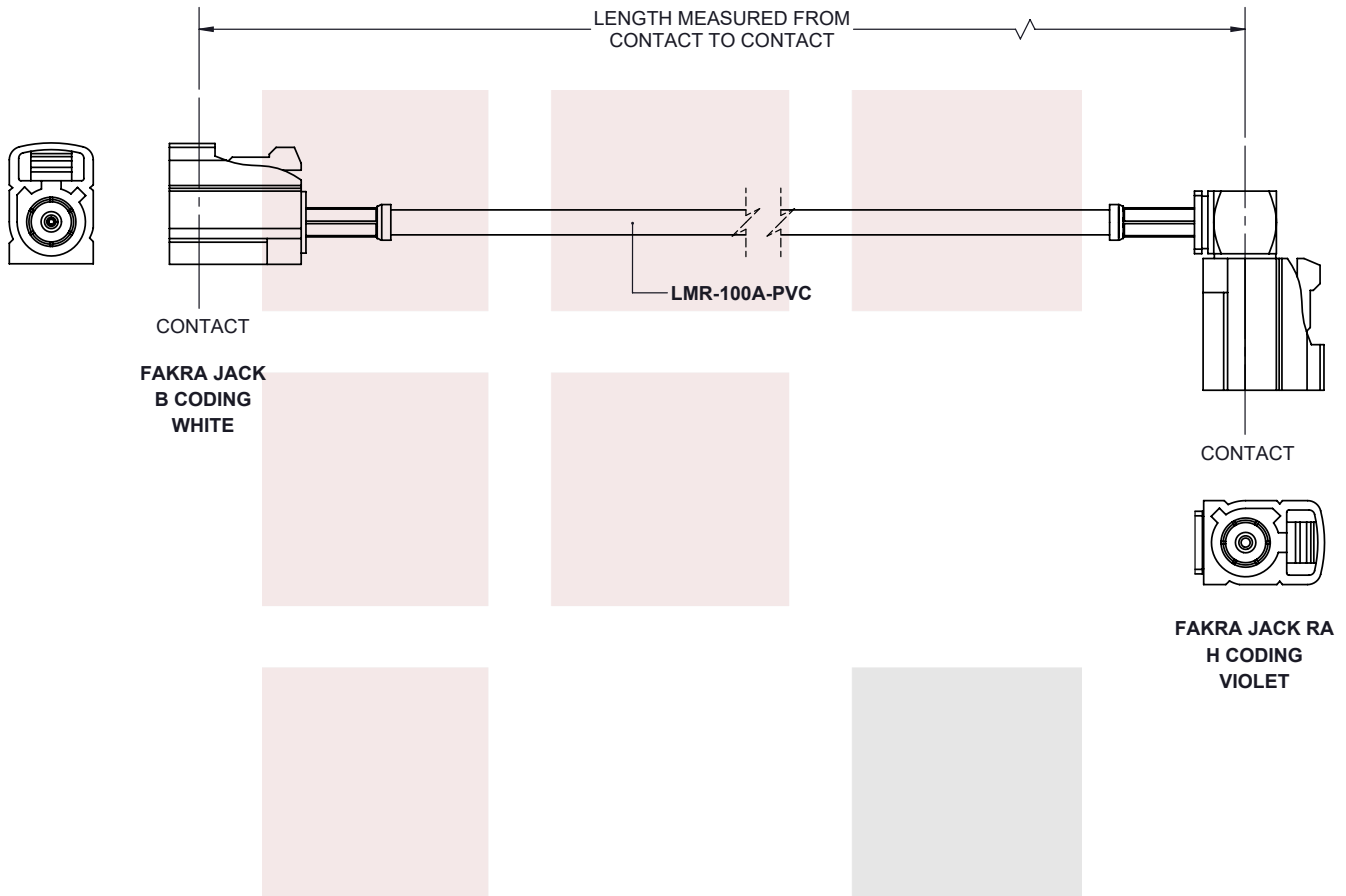 LENGTH MEASURED FROM
CONTACT TO CONTACT
LMR-100A-PVC
CONTACT
FAKRA JACK
B CODING
WHITE
CONTACT
FAKRA JACK RA
H CODING
VIOLET